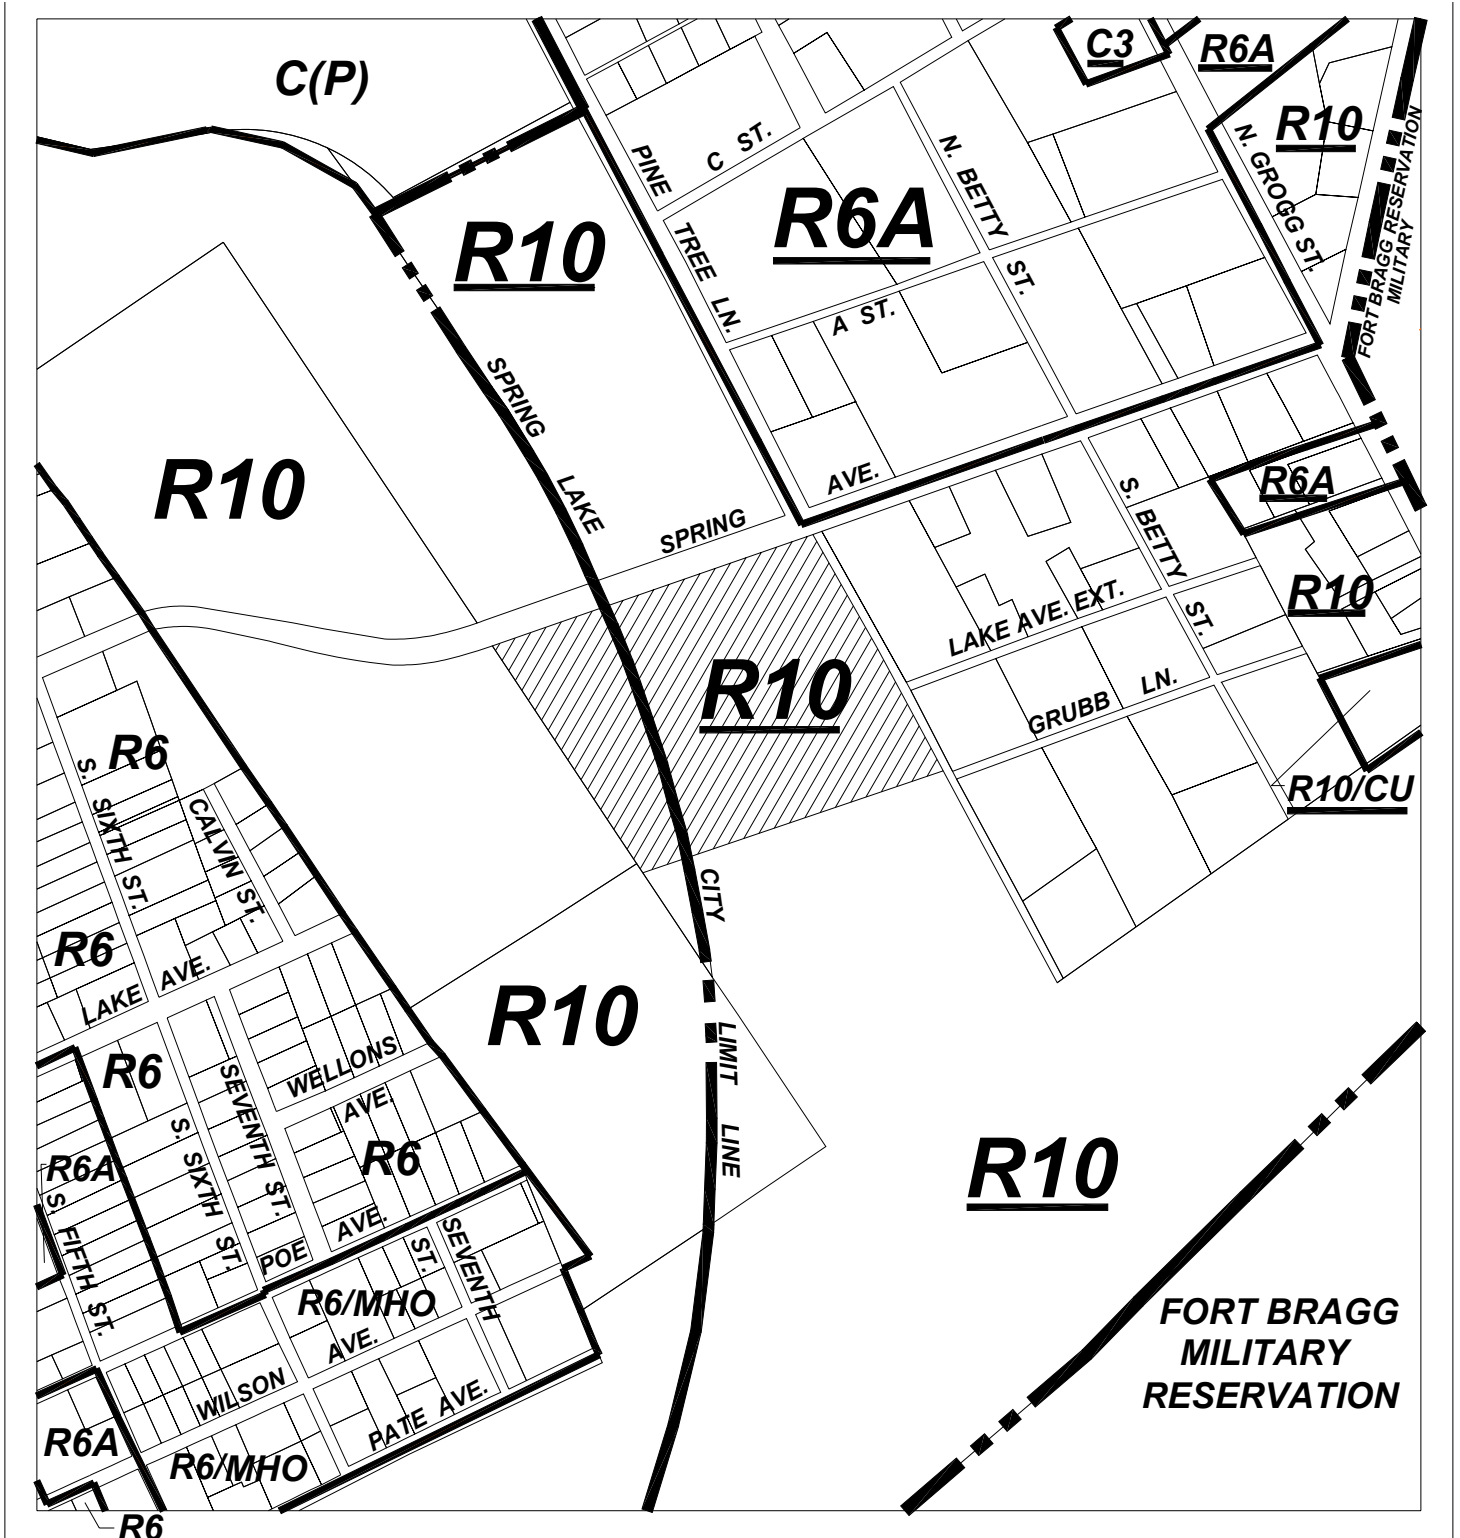 C(P)
C3
R6A
R10
N. GROGG ST.
FORT BRAGG RESERVATION
MILITARY
PINE
TREE LN.
C ST.
N. BETTY
ST.
R10
R6A
A ST.
SPRING
LAKE
R10
SPRING
AVE.
S. BETTY
ST.
R6A
R10
LAKE AVE. EXT.
GRUBB LN.
R10
R10/CU
R6
S. SIXTH ST.
CALVIN ST.
CITY
LIMIT LINE
R6
LAKE AVE.
R10
R6
SEVENTH ST.
WELLONS
AVE.
S. SIXTH ST.
R6
R6A
S. FIFTH ST.
POE
AVE.
ST.
SEVENTH
R10
R6/MHO
WILSON
AVE.
PATE AVE.
R6A
R6/MHO
R6
FORT BRAGG
MILITARY
RESERVATION